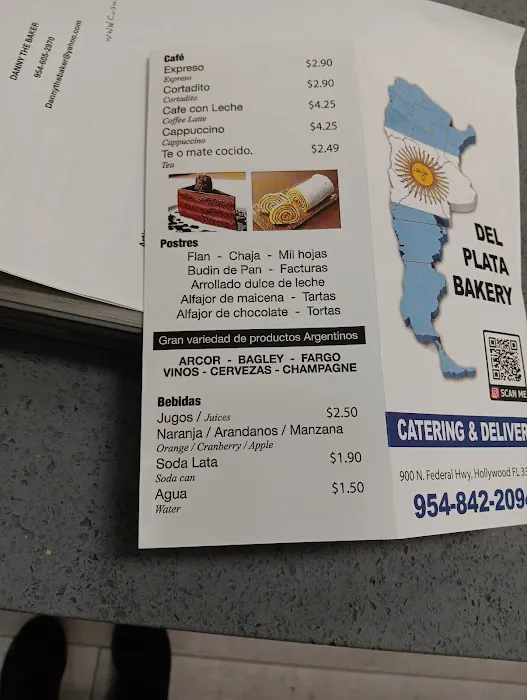 DANNY THE BAKER
954-605-2970
Dannythebaker@yahoo.com
Café
Expreso $2.90
Expreso
Cortadito $2.90
Cortadito
Cafe con Leche $4.25
Coffee Latte
Cappuccino $4.25
Cappuccino
Te o mate cocido. $2.49
Tea
Postres
Flan - Chaja - Mil hojas
Budin de Pan - Facturas
Arrollado dulce de leche
Alfajor de maicena - Tartas
Alfajor de chocolate - Tortas
Gran variedad de productos Argentinos
ARCOR - BAGLEY - FARGO
VINOS - CERVEZAS - CHAMPAGNE
Bebidas
Jugos / Juices $2.50
Naranja / Arandanos / Manzana
Orange / Cranberry / Apple
Soda Lata $1.90
Soda can
Agua $1.50
Water
DEL
PLATA
BAKERY
SCAN ME
CATERING & DELIVER
900 N. Federal Hwy, Hollywood FL 33
954-842-2094